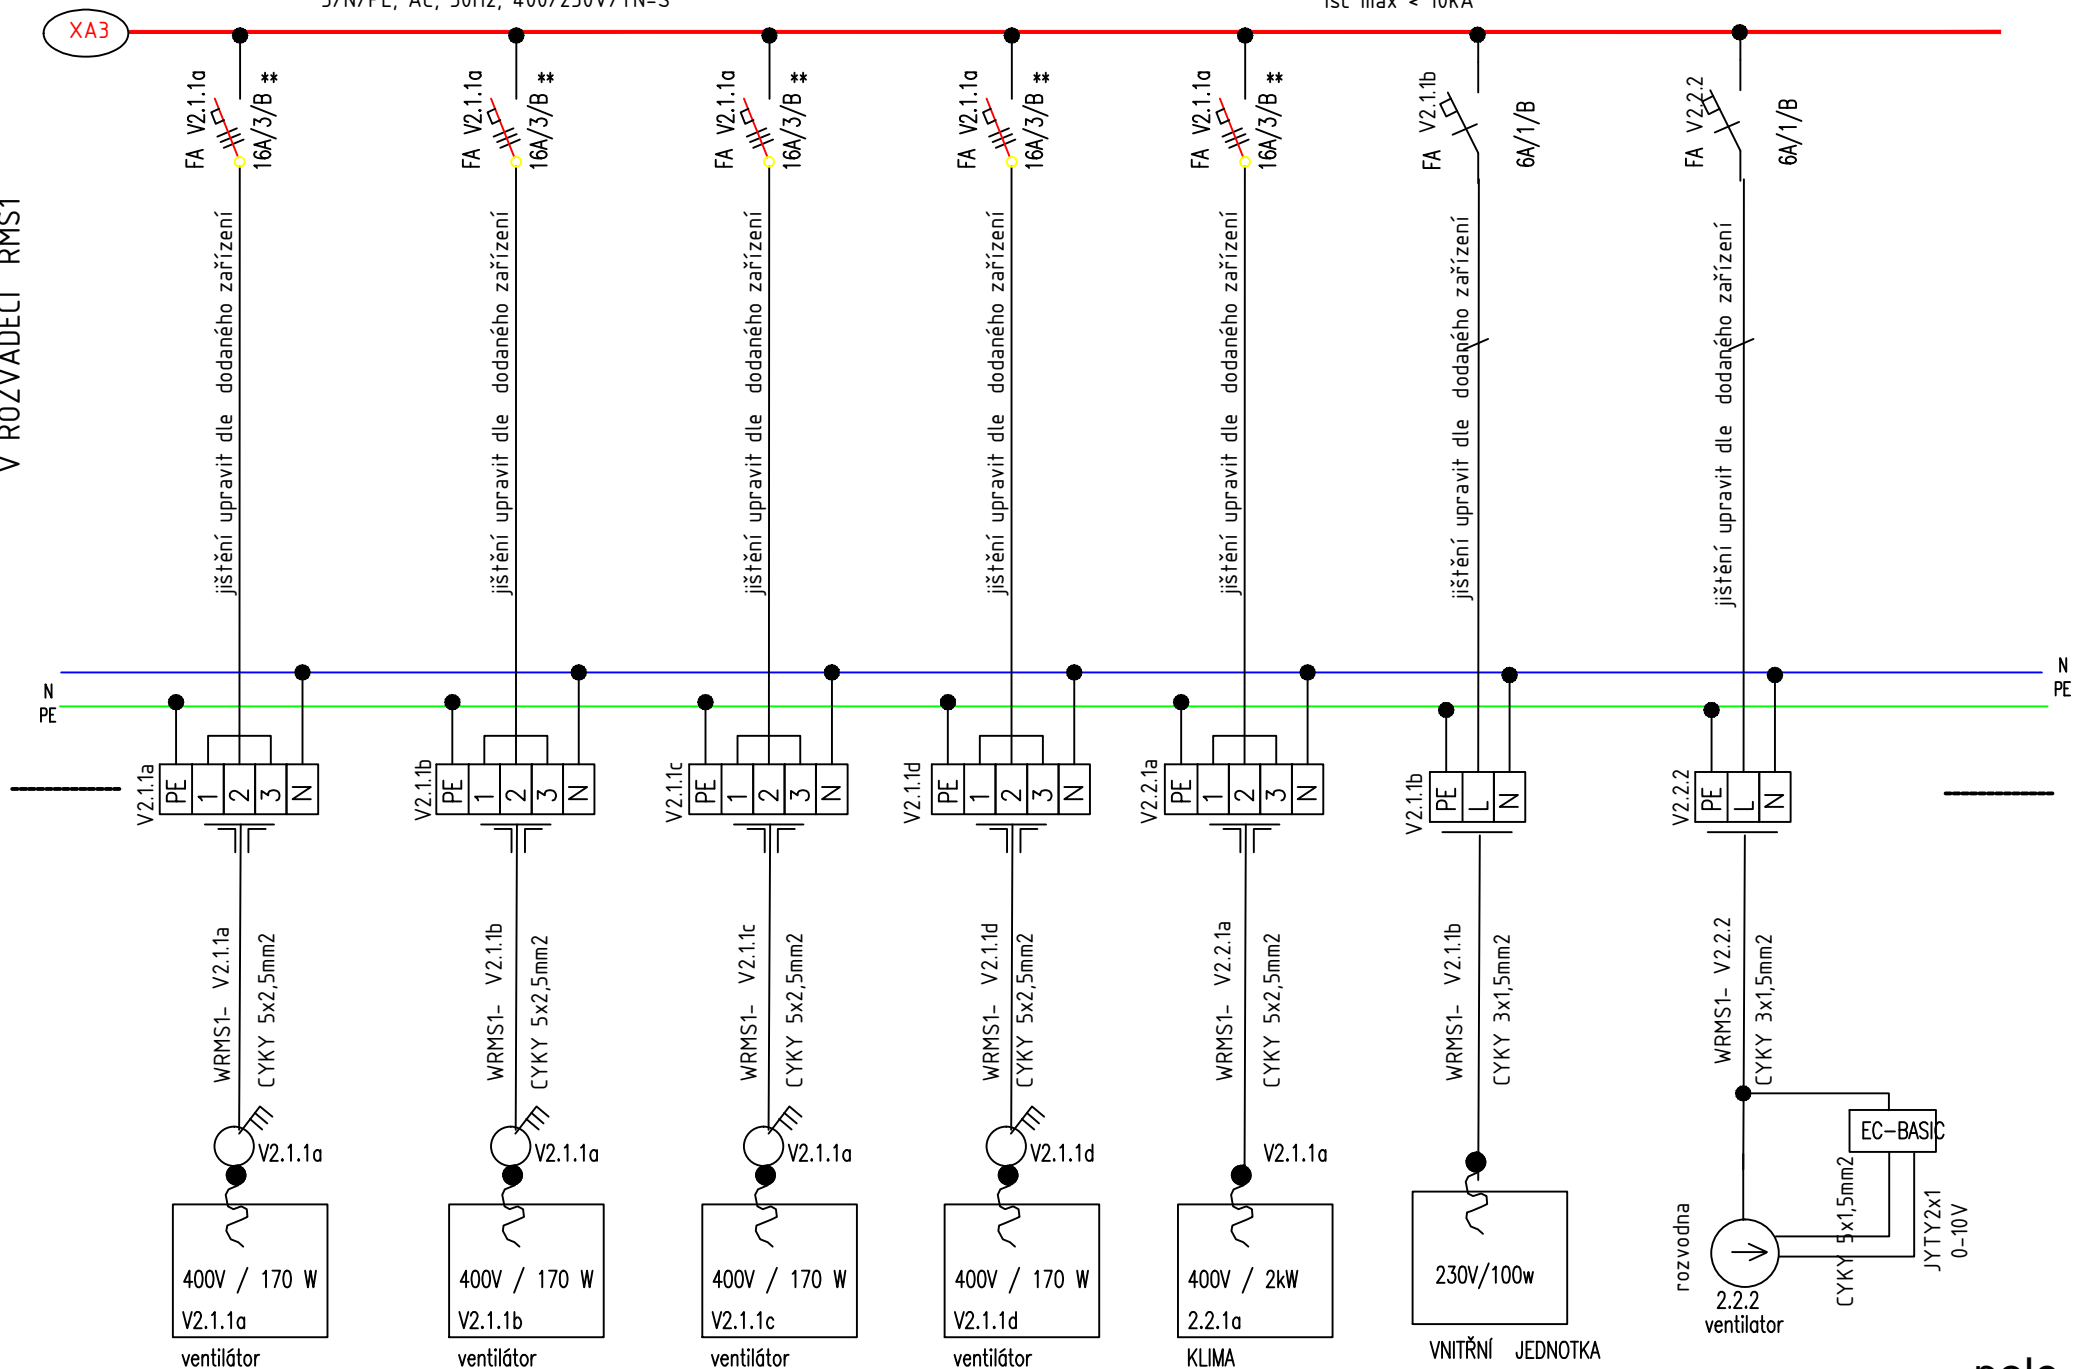 XA3
V ROZVADĚČI RMS1
FA V2.1.1a
16A/3/B **
FA V2.1.1a
16A/3/B **
FA V2.1.1a
16A/3/B **
FA V2.1.1a
16A/3/B **
FA V2.1.1a
16A/3/B **
FA V2.1.1b
6A/1/B
FA V2.2.2
6A/1/B
jištění upravit dle dodaného zařízení
jištění upravit dle dodaného zařízení
jištění upravit dle dodaného zařízení
jištění upravit dle dodaného zařízení
jištění upravit dle dodaného zařízení
jištění upravit dle dodaného zařízení
jištění upravit dle dodaného zařízení
N
PE
N
PE
V2.1.1a
PE 1 2 3 N
V2.1.1b
PE 1 2 3 N
V2.1.1c
PE 1 2 3 N
V2.1.1d
PE 1 2 3 N
V2.2.1a
PE 1 2 3 N
V2.1.1b
PE L N
V2.2.2
PE L N
WRMS1- V2.1.1a
CYKY 5x2,5mm2
WRMS1- V2.1.1b
CYKY 5x2,5mm2
WRMS1- V2.1.1c
CYKY 5x2,5mm2
WRMS1- V2.1.1d
CYKY 5x2,5mm2
WRMS1- V2.2.1a
CYKY 5x2,5mm2
WRMS1- V2.1.1b
CYKY 3x1,5mm2
WRMS1- V2.2.2
CYKY 3x1,5mm2
V2.1.1a
V2.1.1a
V2.1.1a
V2.1.1d
V2.1.1a
EC-BASIC
400V / 170 W
V2.1.1a
ventilátor
400V / 170 W
V2.1.1b
ventilátor
400V / 170 W
V2.1.1c
ventilátor
400V / 170 W
V2.1.1d
ventilátor
400V / 2kW
2.2.1a
KLIMA
230V/100w
VNITŘNÍ JEDNOTKA
rozvodna
2.2.2
ventilator
CYKY 5x1,5mm2
JYTY2x1
0-10V